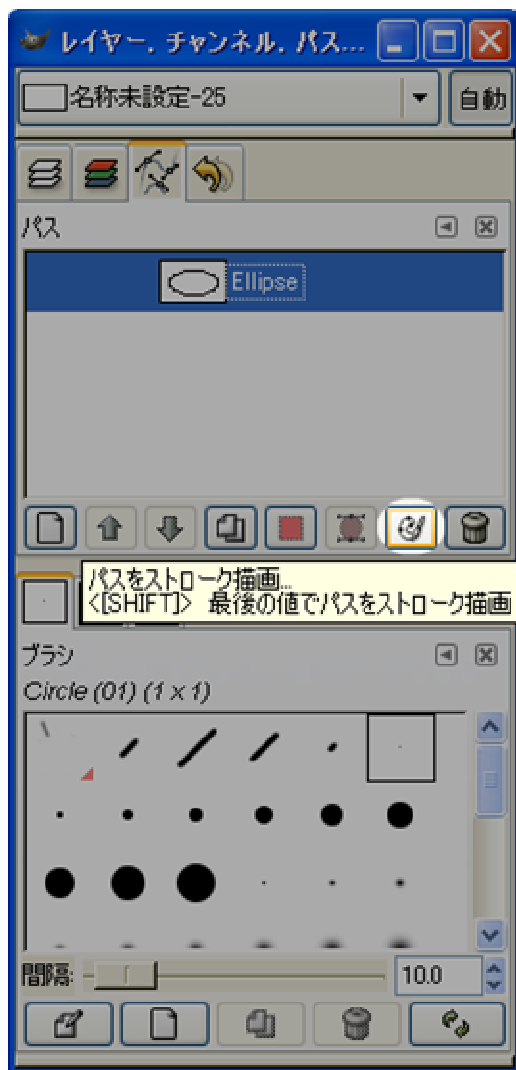 レイヤー, チャンネル, パス...
名称未設定-25
自動
パス
Ellipse
パスをストローク描画...
<[SHIFT]> 最後の値でパスをストローク描画
ブラシ
Circle (01) (1 x 1)
間隔:
10.0